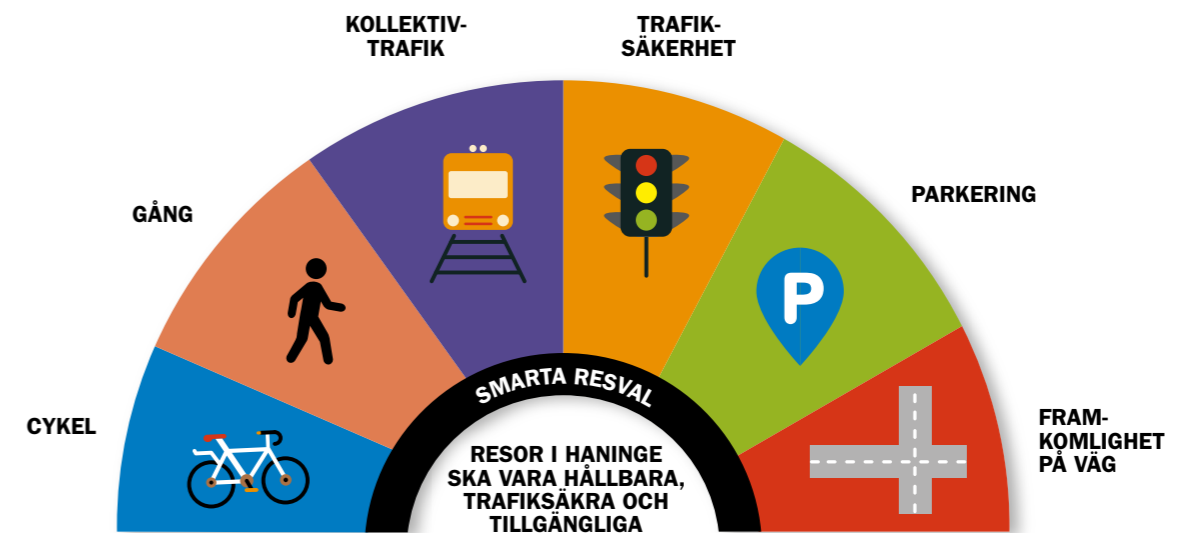 KOLLEKTIV-
TRAFIK
TRAFIK-
SÄKERHET
GÅNG
PARKERING
CYKEL
FRAM-
KOMLIGHET
PÅ VÄG
P
SMARTA RESVAL
RESOR I HANINGE
SKA VARA HÅLLBARA,
TRAFIKSÄKRA OCH
TILLGÄNGLIGA